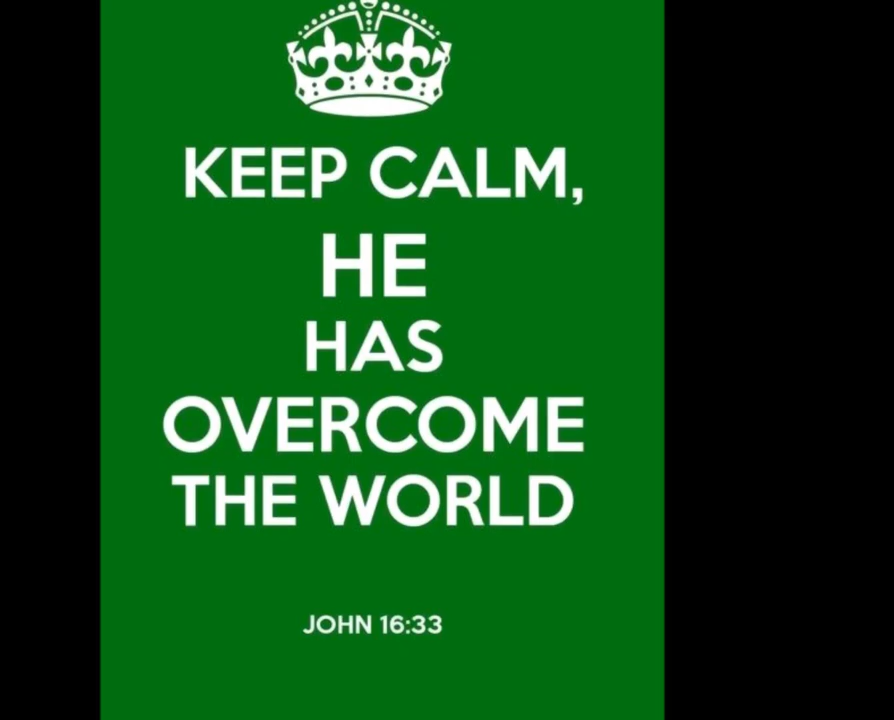 KEEP CALM,
HE
HAS
OVERCOME
THE WORLD
JOHN 16:33